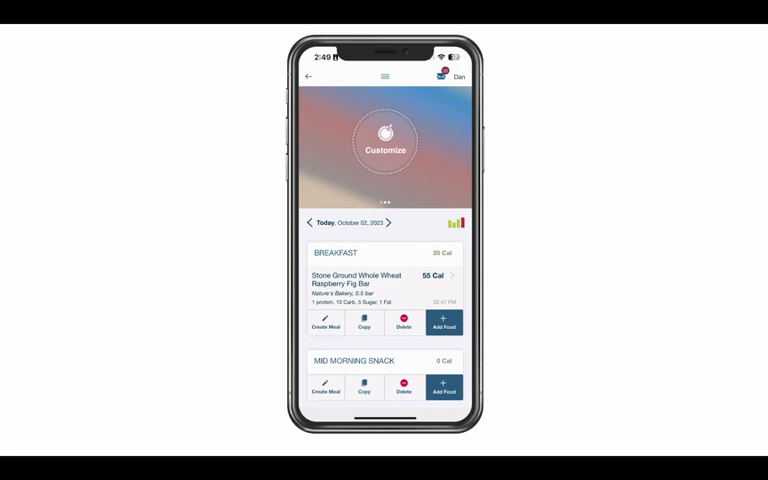 2:49
Dan
Customize
Today, October 02, 2023
BREAKFAST 55 Cal
Stone Ground Whole Wheat 55 Cal
Raspberry Fig Bar
Nature's Bakery, 0.5 bar
1 protein, 10 Carb, 5 Sugar, 1 Fat 02:47 PM
Create Meal Copy Delete Add Food
MID MORNING SNACK 0 Cal
Create Meal Copy Delete Add Food